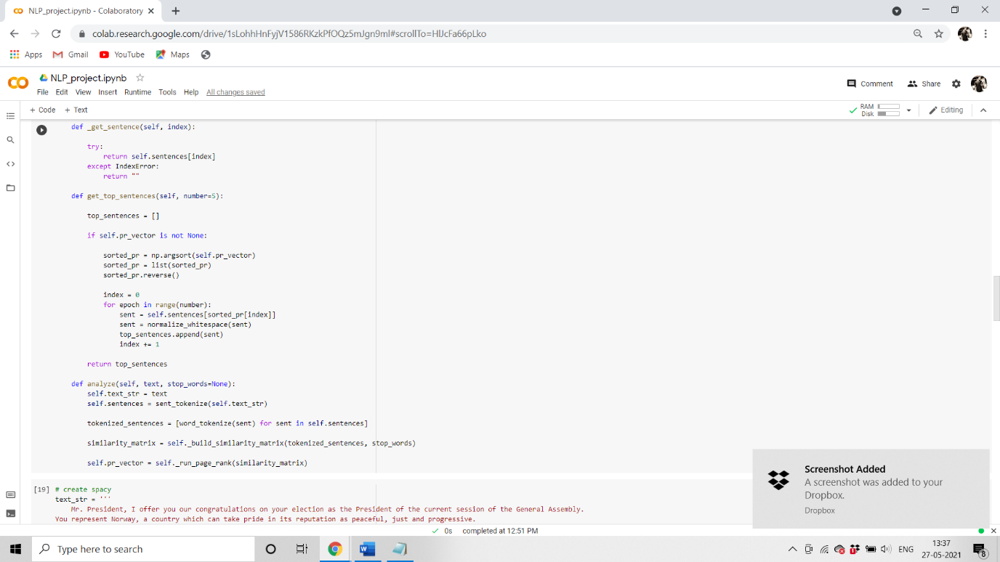 NLP_project.ipynb - Colaboratory
colab.research.google.com/drive/1sLohhHnFyjV1586RKzkPfOQz5mJgn9ml#scrollTo=HIJcFa66pLko
Apps Gmail YouTube Maps
NLP_project.ipynb
File Edit View Insert Runtime Tools Help All changes saved
Comment Share
+ Code + Text
RAM
Disk
Editing
def _get_sentence(self, index):
try:
return self.sentences[index]
except IndexError:
return ""
def get_top_sentences(self, number=5):
top_sentences = []
if self.pr_vector is not None:
sorted_pr = np.argsort(self.pr_vector)
sorted_pr = list(sorted_pr)
sorted_pr.reverse()
index = 0
for epoch in range(number):
sent = self.sentences[sorted_pr[index]]
sent = normalize_whitespace(sent)
top_sentences.append(sent)
index += 1
return top_sentences
def analyze(self, text, stop_words=None):
self.text_str = text
self.sentences = sent_tokenize(self.text_str)
tokenized_sentences = [word_tokenize(sent) for sent in self.sentences]
similarity_matrix = self._build_similarity_matrix(tokenized_sentences, stop_words)
self.pr_vector = self._run_page_rank(similarity_matrix)
[19] # create spacy
text_str = '''
Mr. President, I offer you our congratulations on your election as the President of the current session of the General Assembly.
You represent Norway, a country which can take pride in its reputation as peaceful, just and progressive.
Screenshot Added
A screenshot was added to your
Dropbox.
Dropbox
0s completed at 12:51 PM
Type here to search
ENG
13:37
27-05-2021
8